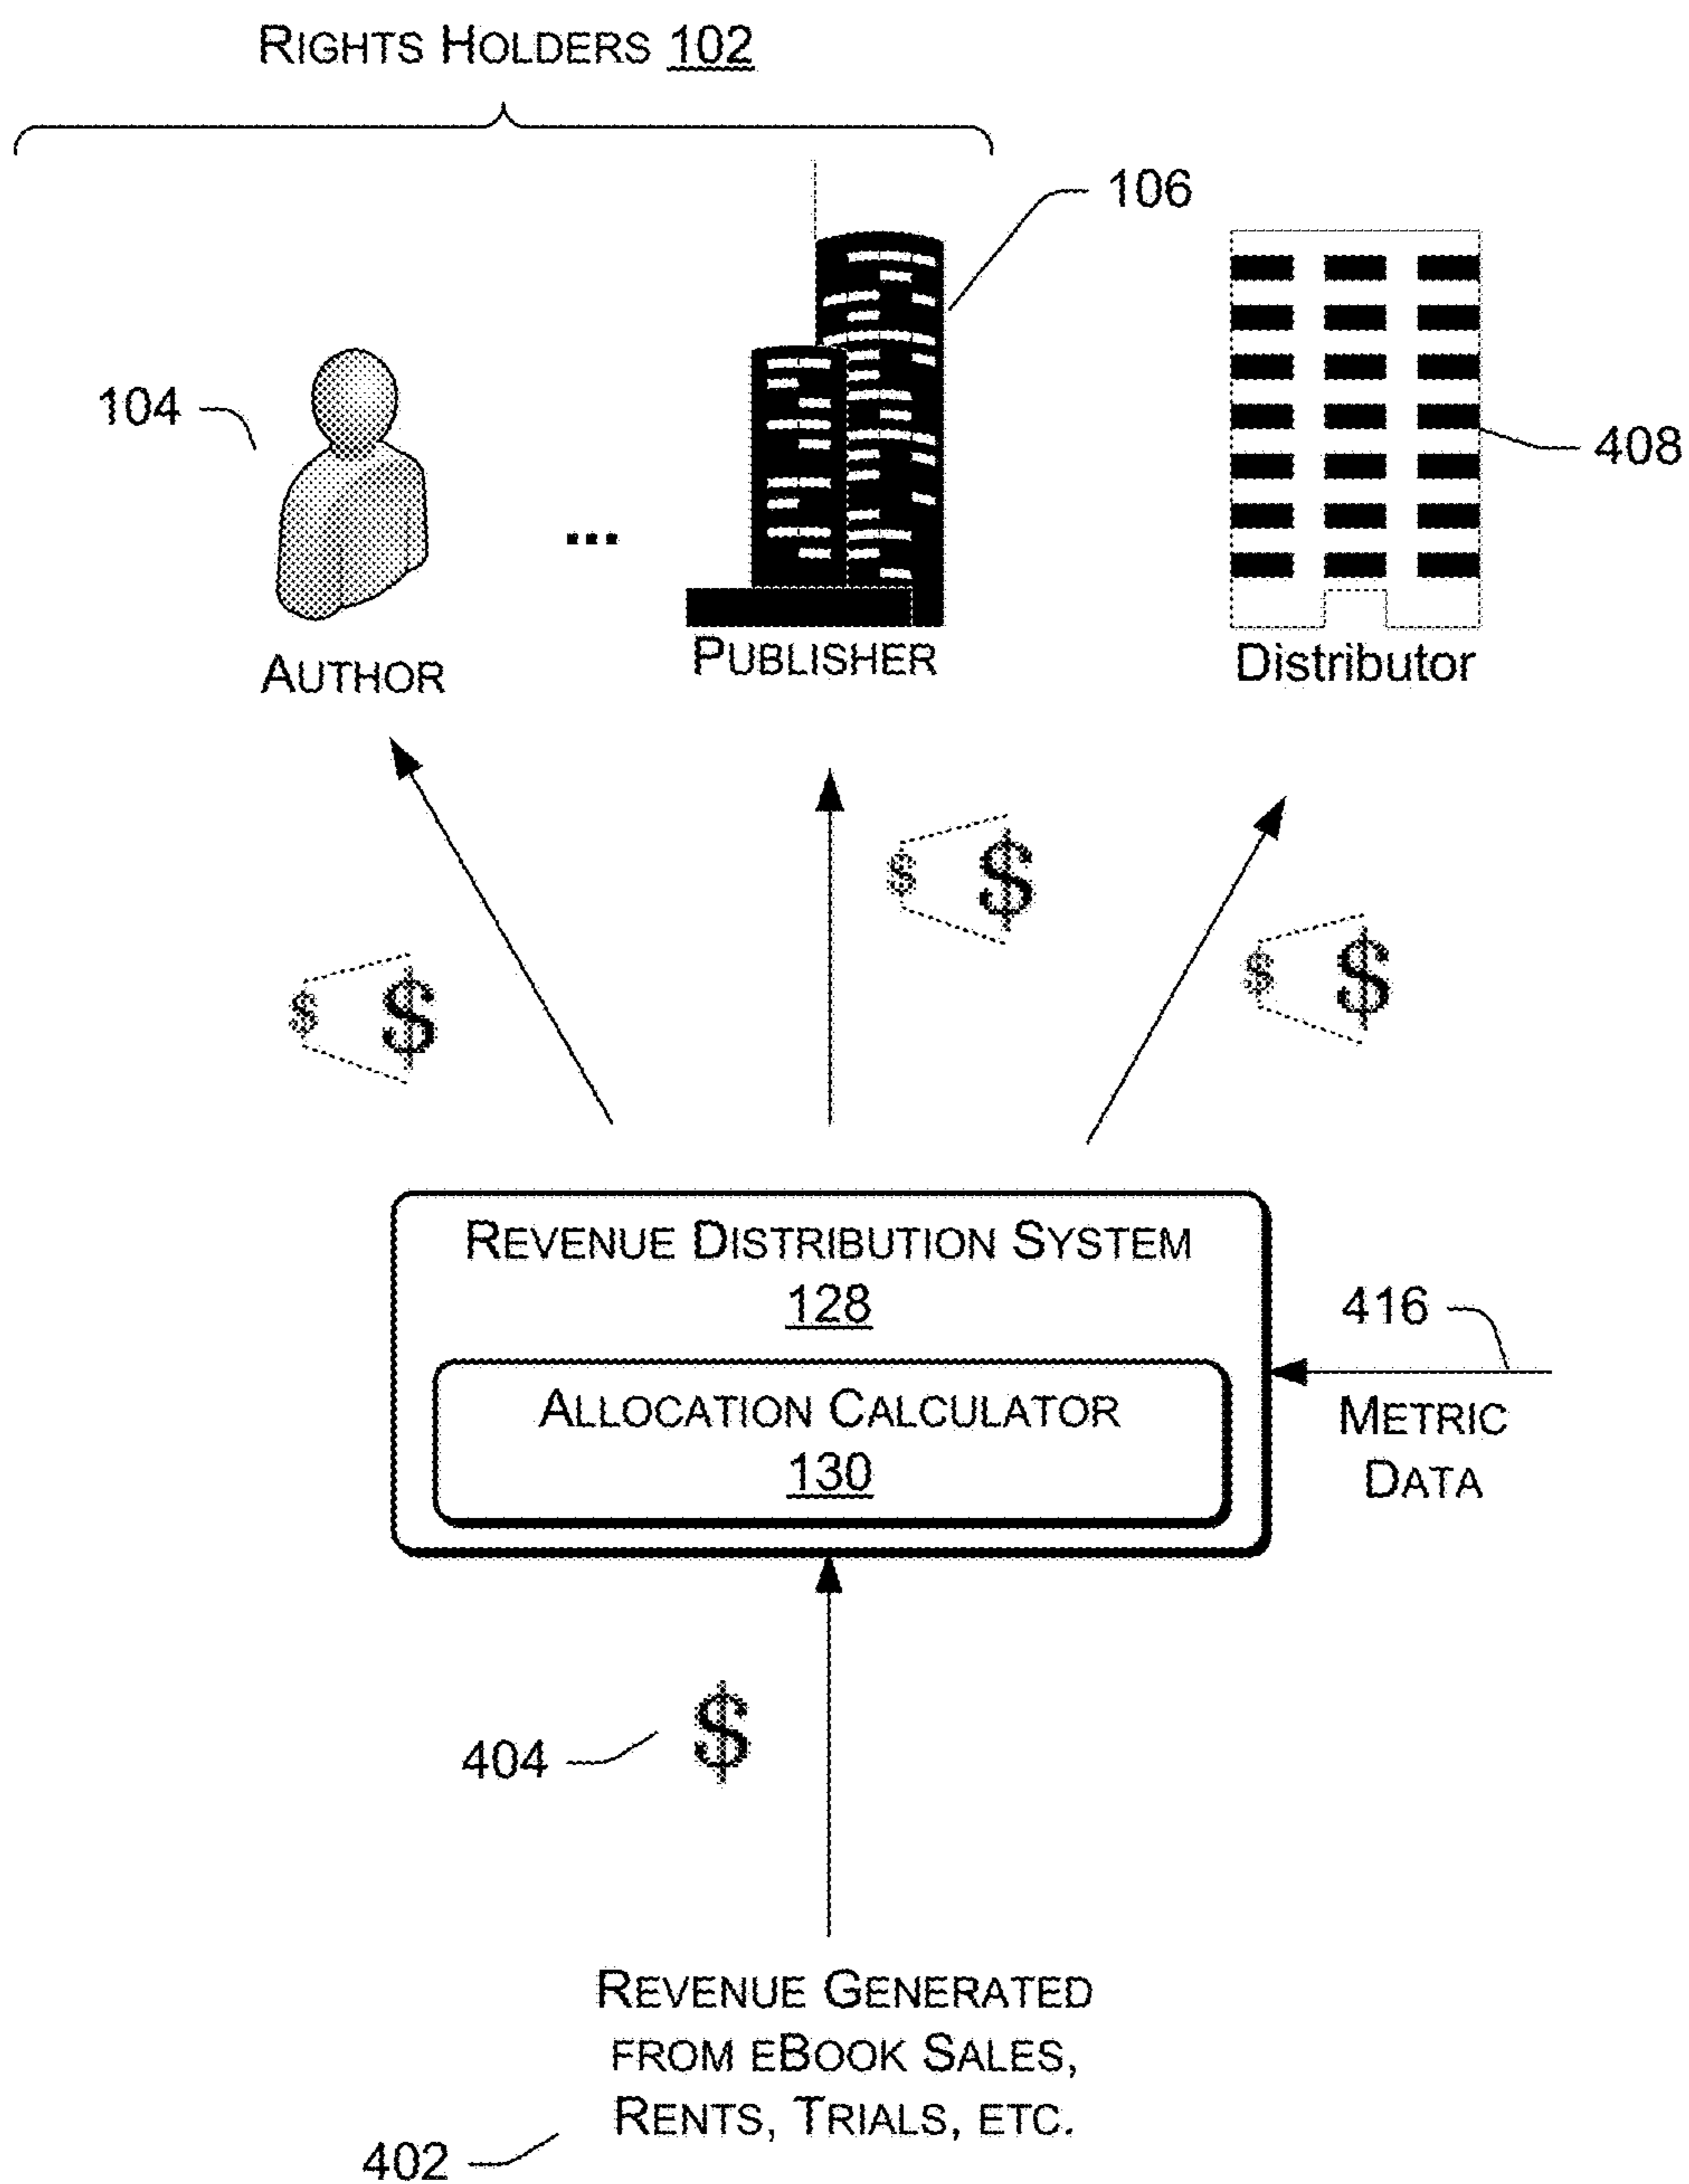 RIGHTS HOLDERS 102
106
104
408
...
AUTHOR
PUBLISHER
Distributor
$ $
$ $
$ $
REVENUE DISTRIBUTION SYSTEM
128
416
ALLOCATION CALCULATOR
130
METRIC
DATA
404
$
REVENUE GENERATED
FROM EBOOK SALES,
RENTS, TRIALS, ETC.
402